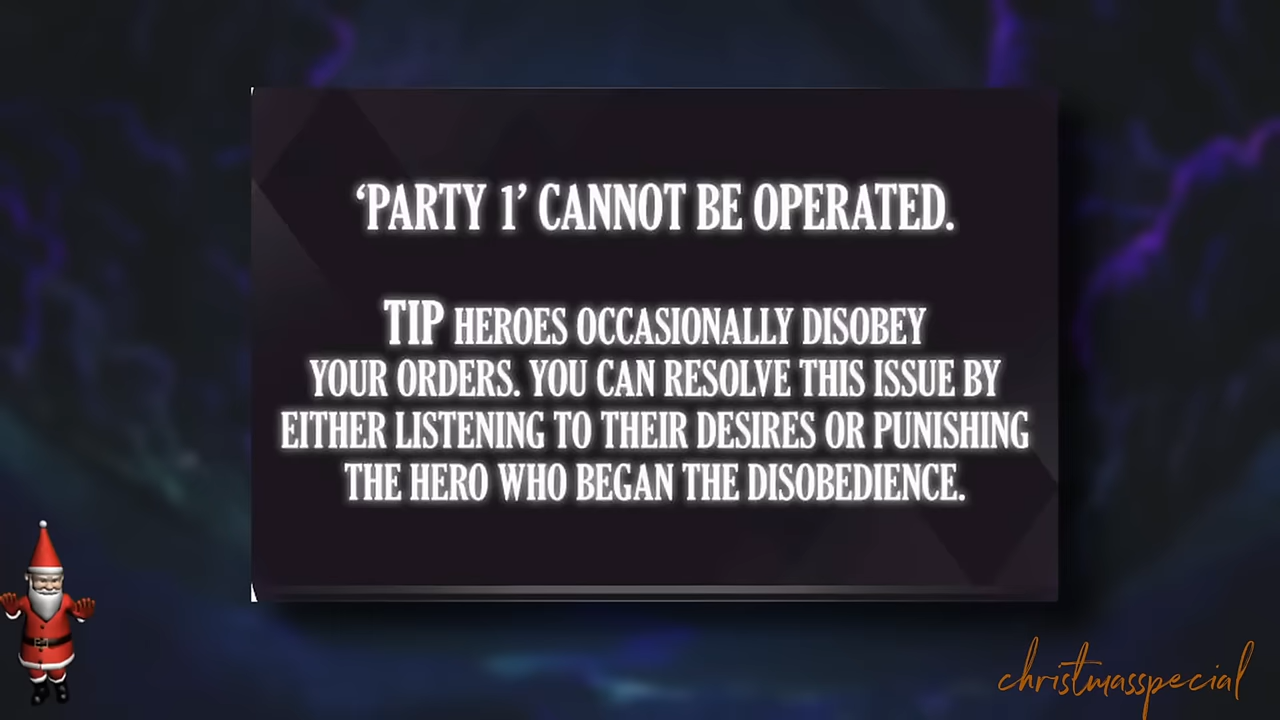 ‘PARTY 1’ CANNOT BE OPERATED.
TIP HEROES OCCASIONALLY DISOBEY
YOUR ORDERS. YOU CAN RESOLVE THIS ISSUE BY
EITHER LISTENING TO THEIR DESIRES OR PUNISHING
THE HERO WHO BEGAN THE DISOBEDIENCE.
christmasspecial